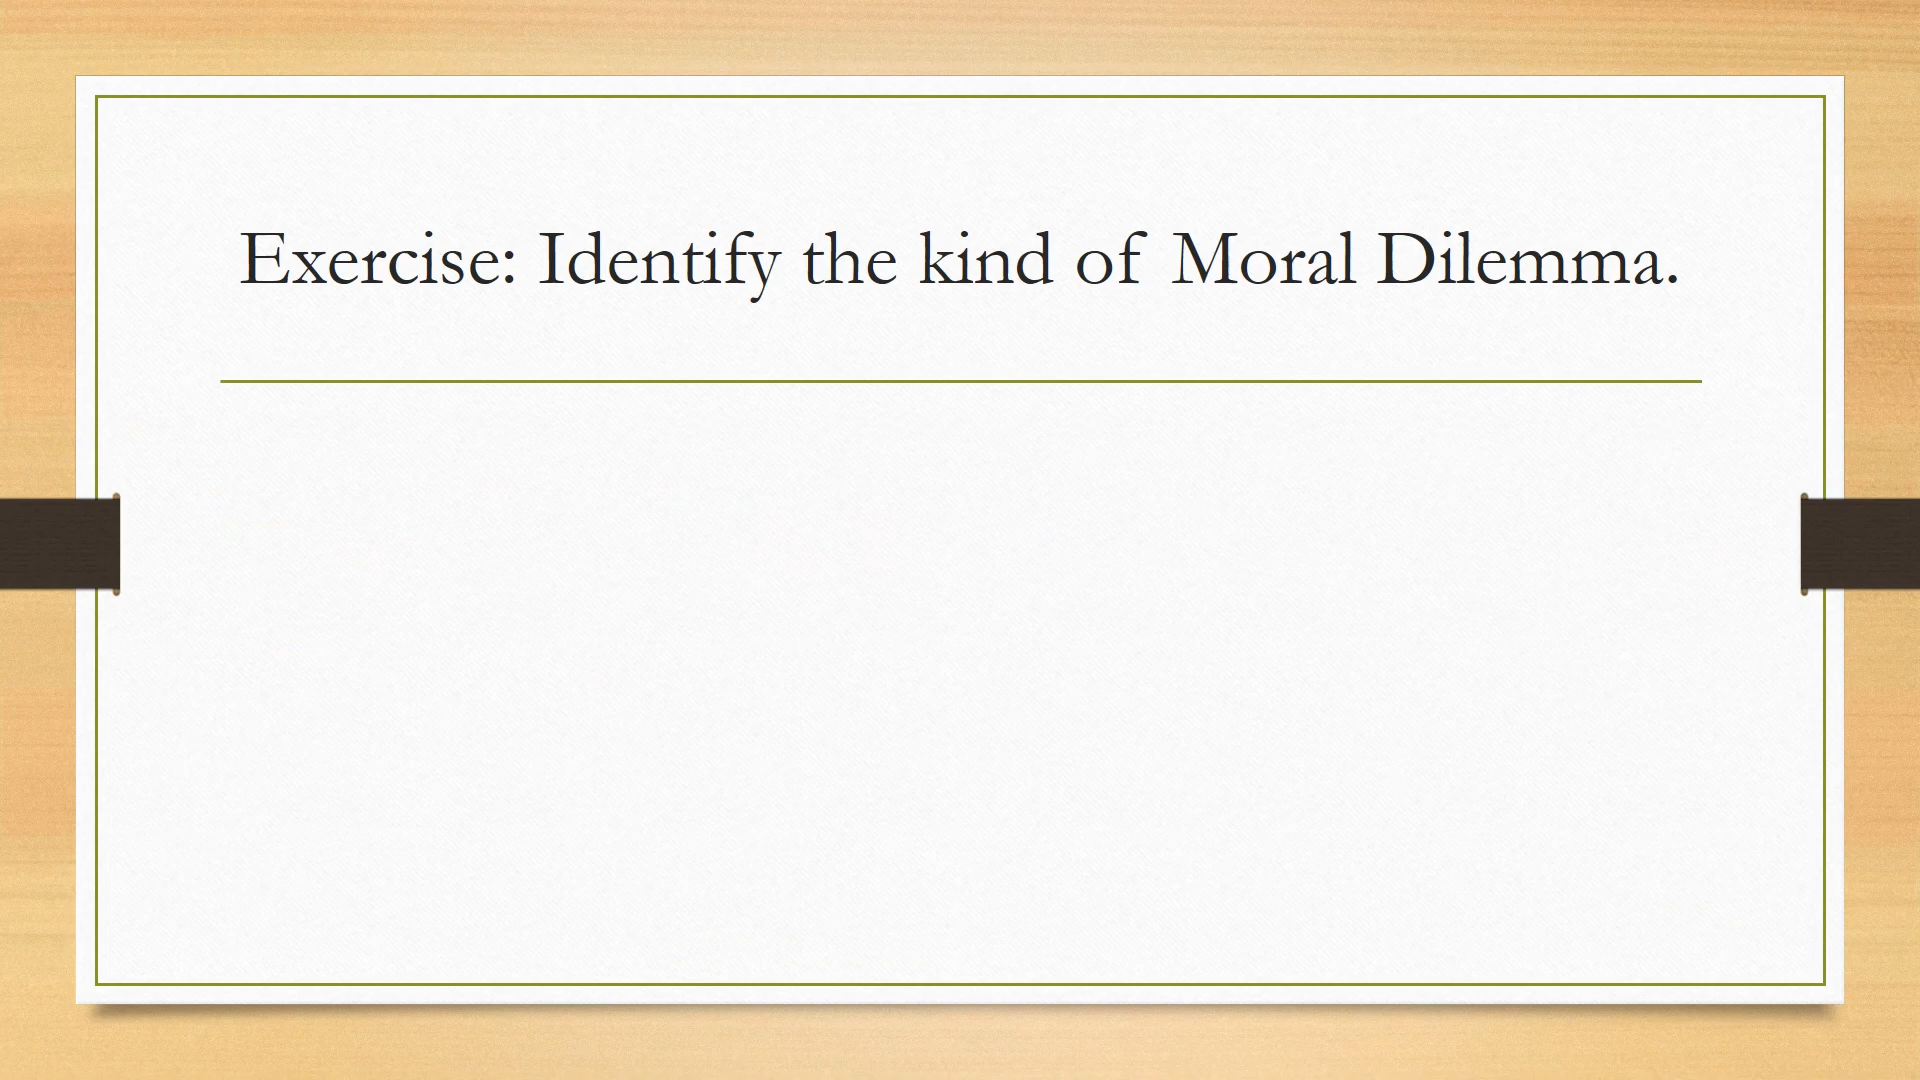 Exercise: Identify the kind of Moral Dilemma.